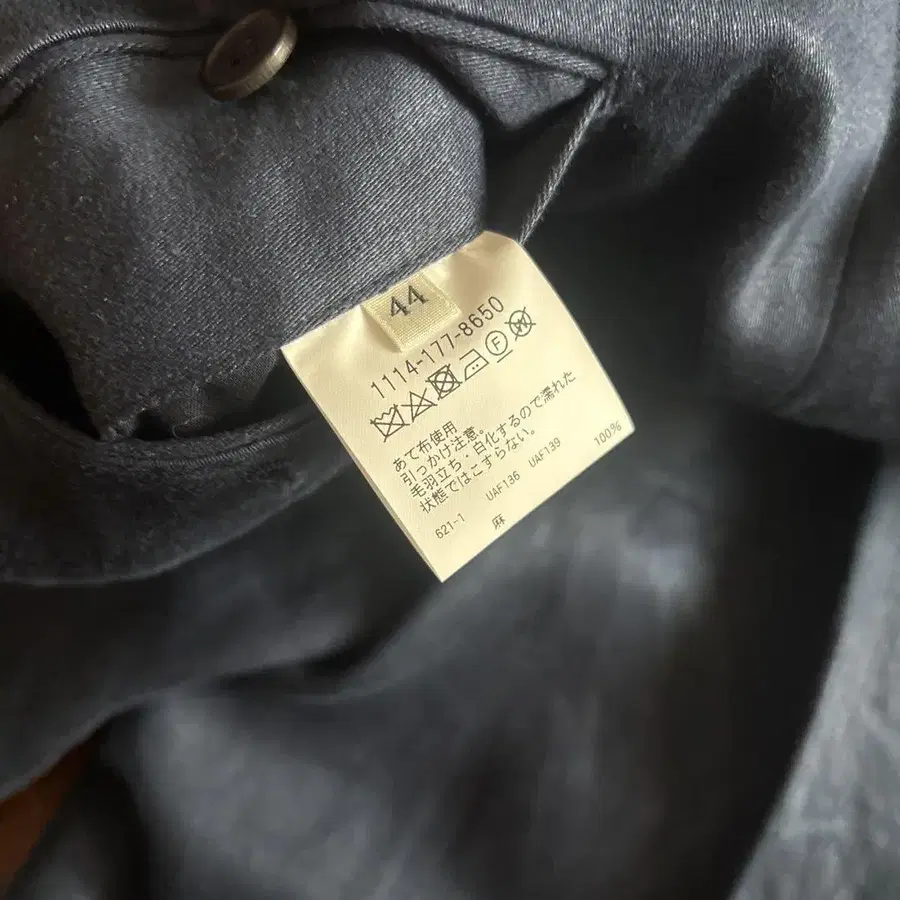 44
1114-177-8650
あて布使用
引っかけ注意。
毛羽立ち・白化するので濡れた
状態ではこすらない。
621-1 UAF136 UAF139
麻 100%